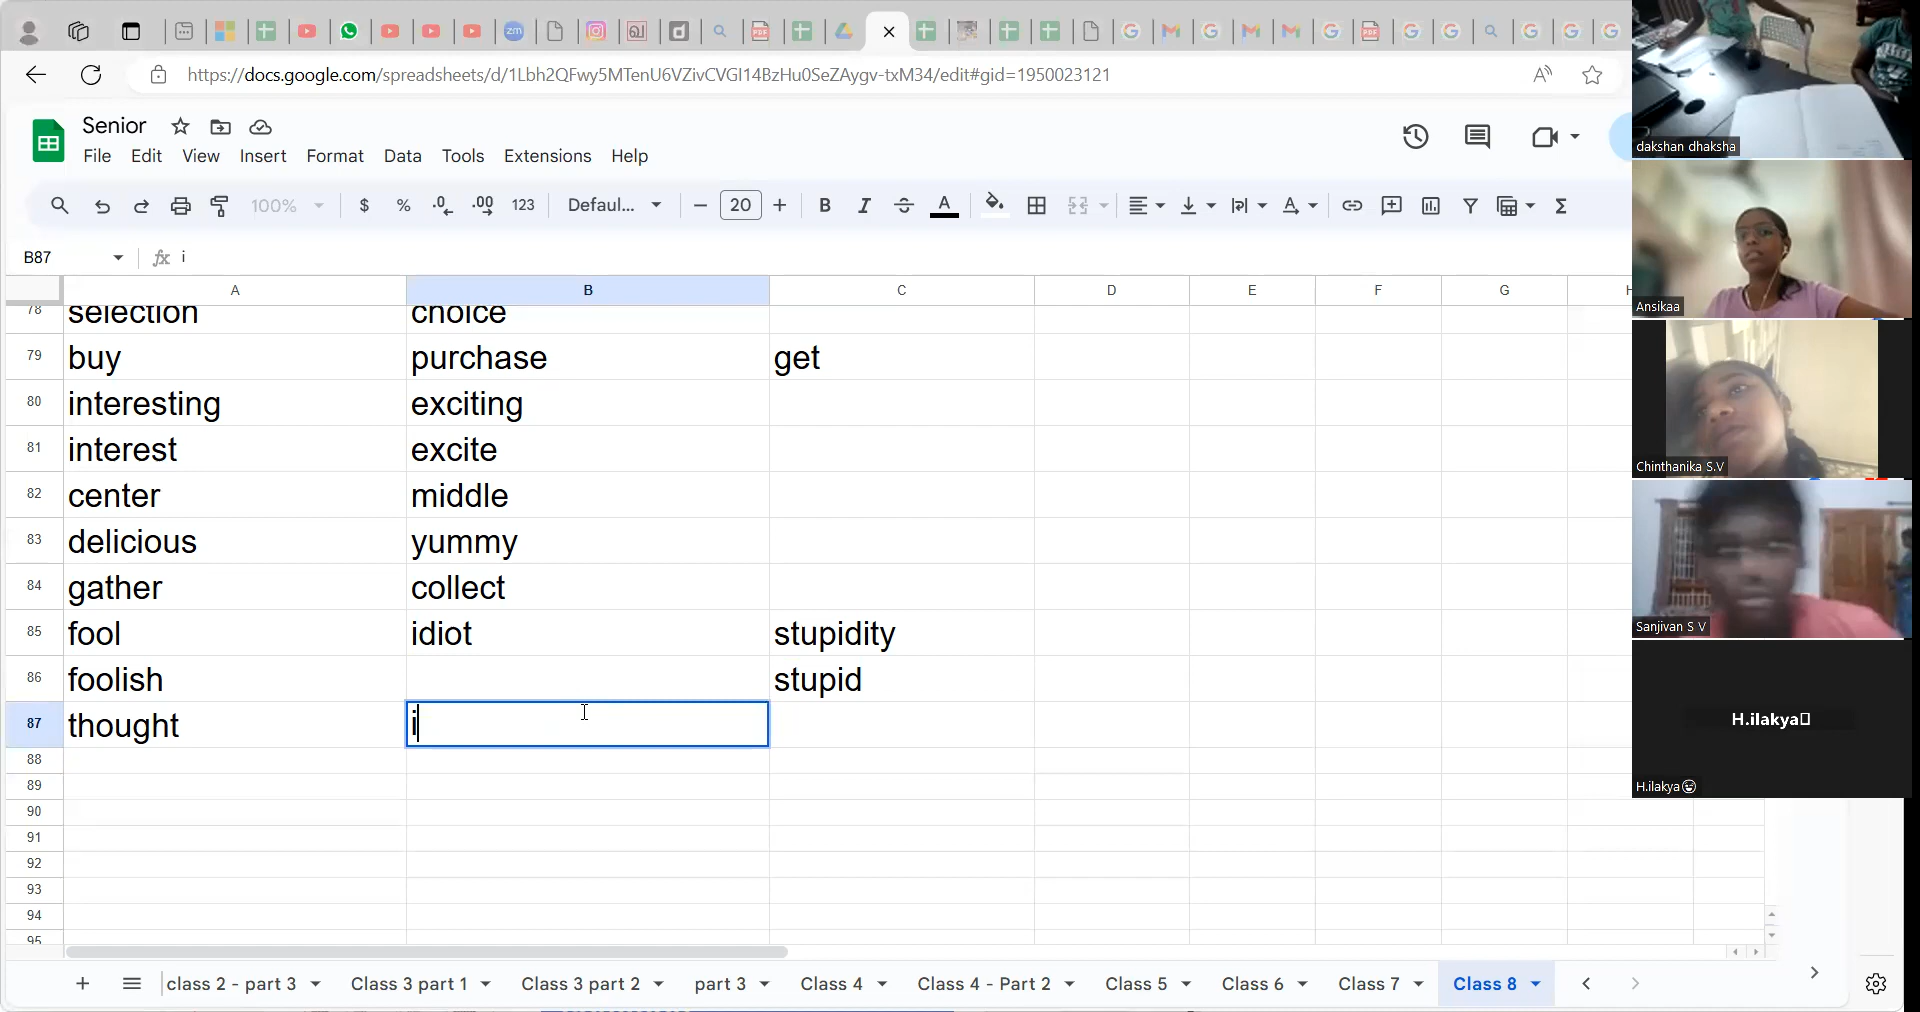 https://docs.google.com/spreadsheets/d/1Lbh2QFwy5MTenU6VZivCVGI14BzHu0SeZAygv-txM34/edit#gid=1950023121
Senior
File Edit View Insert Format Data Tools Extensions Help
100% $ % .0 .00 123 Defaul... 20 B I A
B87 fx i
A B C D E F G H
78 selection choice
79 buy purchase get
80 interesting exciting
81 interest excite
82 center middle
83 delicious yummy
84 gather collect
85 fool idiot stupidity
86 foolish stupid
87 thought i
88
89
90
91
92
93
94
95
class 2 - part 3 Class 3 part 1 Class 3 part 2 part 3 Class 4 Class 4 - Part 2 Class 5 Class 6 Class 7 Class 8
dakshan dhaksha
Ansikaa
Chinthanika S.V
Sanjivan S V
H.ilakya
H.ilakya